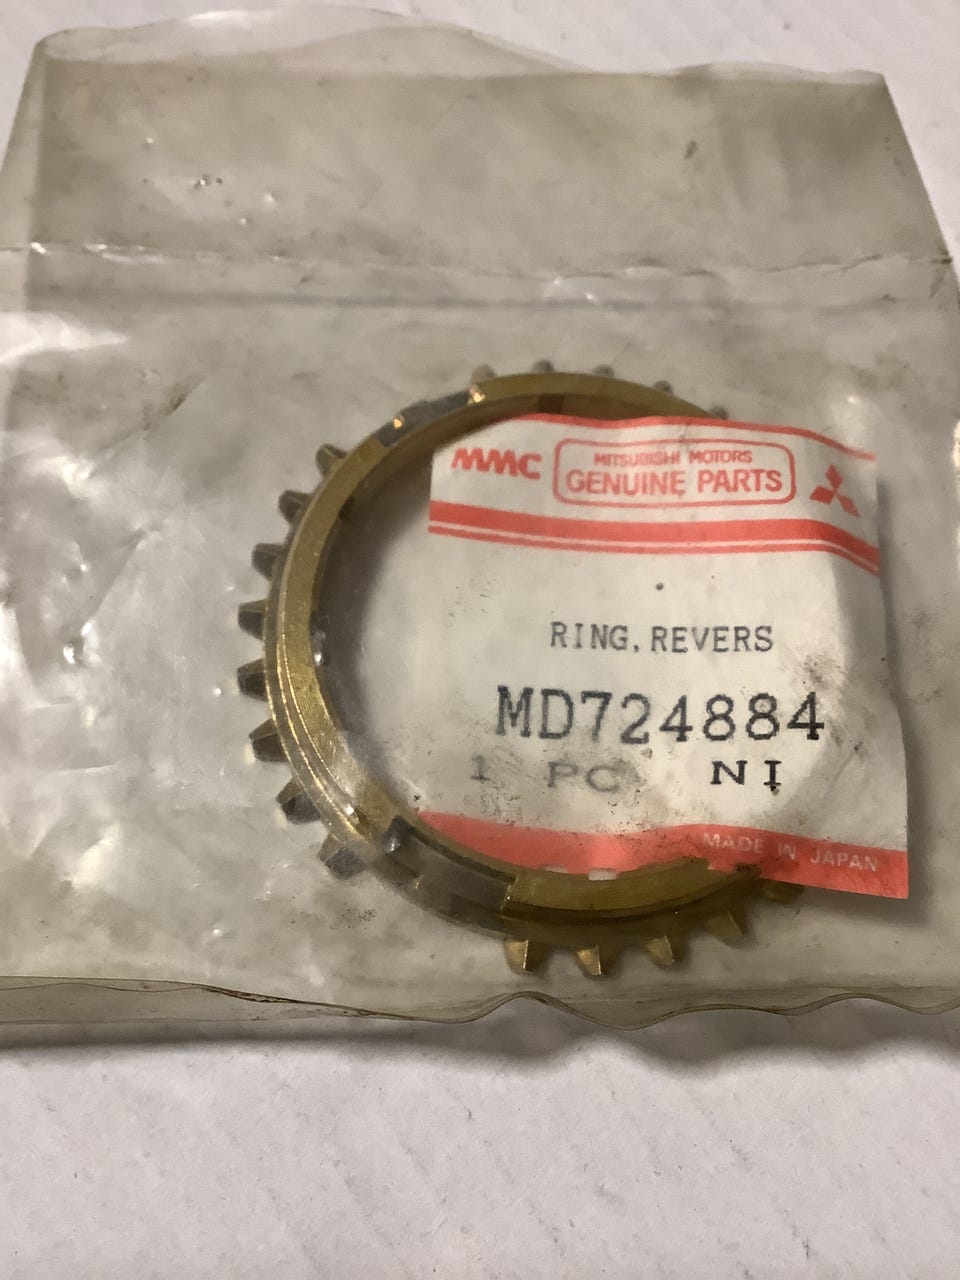 MMC
MITSUBISHI MOTORS
GENUINE PARTS
RING, REVERS
MD724884
1 PC NI
MADE IN JAPAN